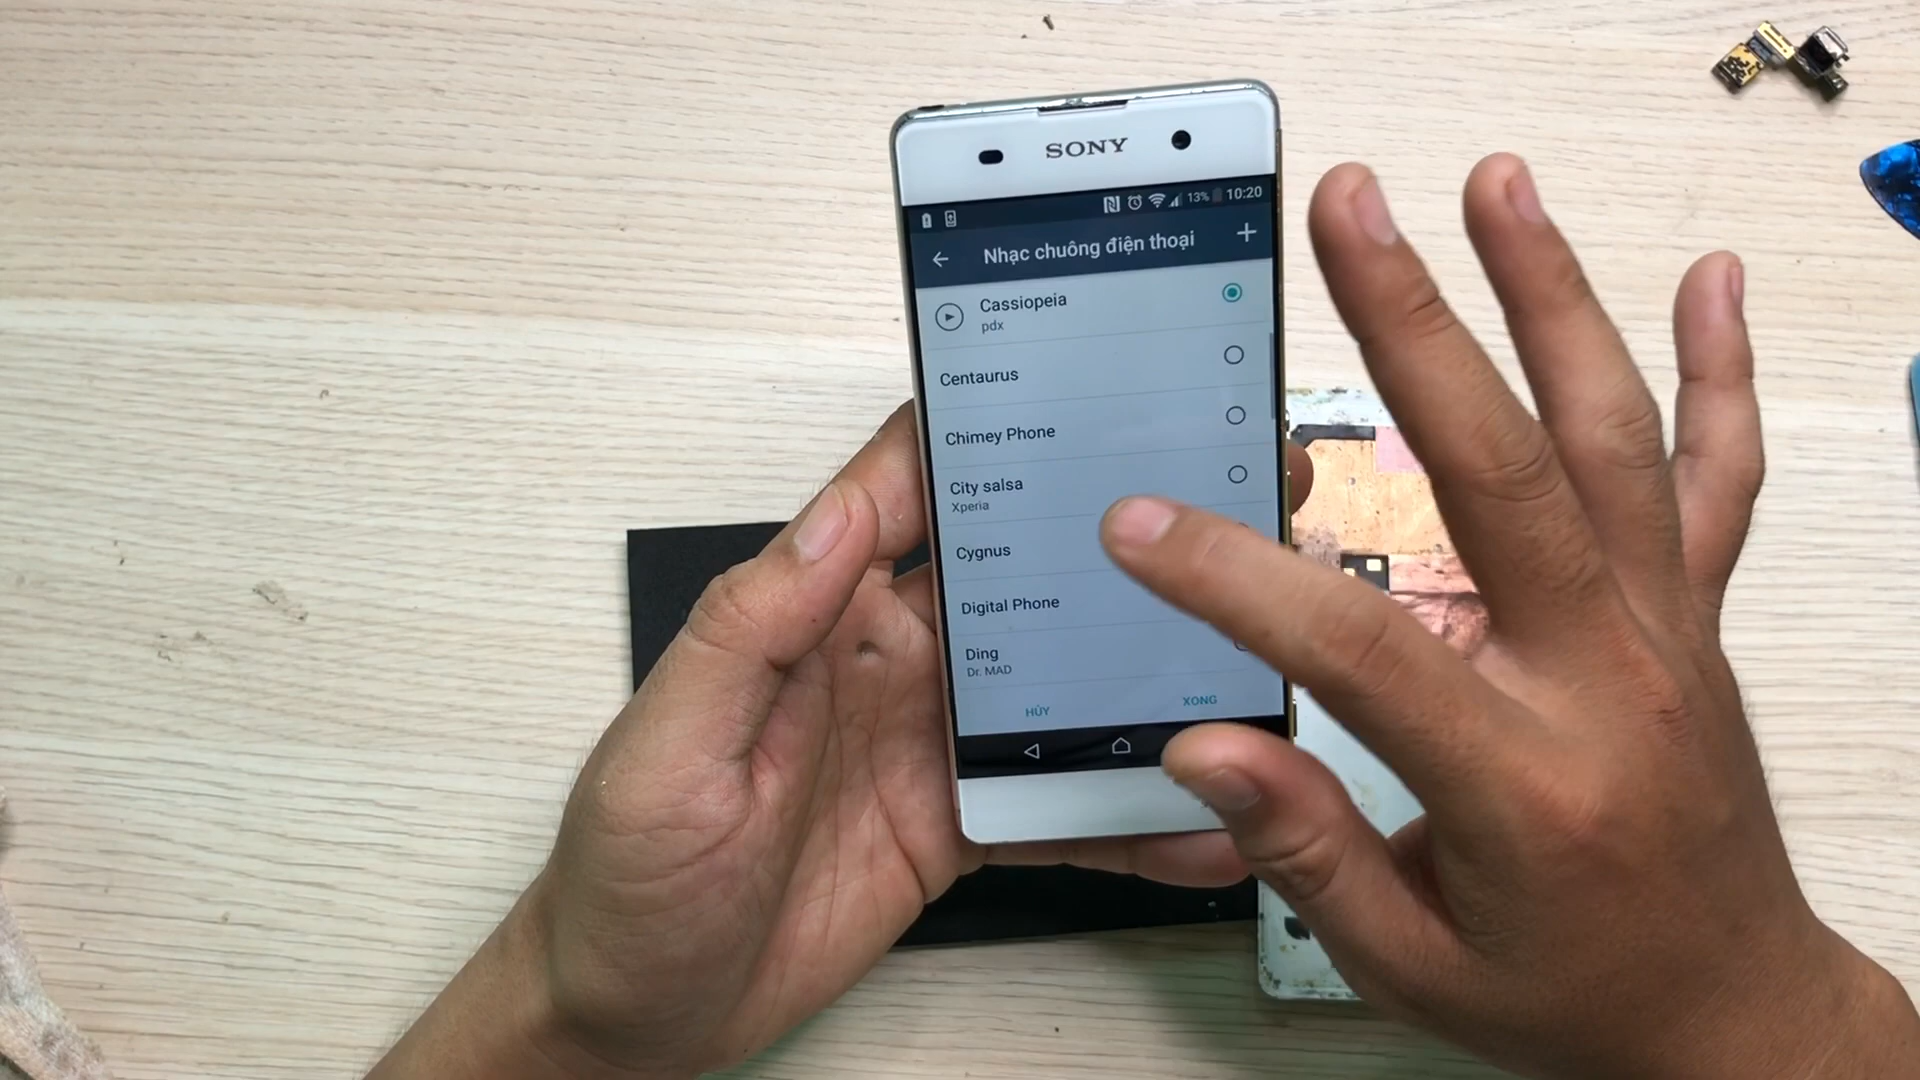 SONY
13% 10:20
Nhạc chuông điện thoại
Cassiopeia
pdx
Centaurus
Chimey Phone
City salsa
Xperia
Cygnus
Digital Phone
Ding
Dr. MAD
HỦY XONG